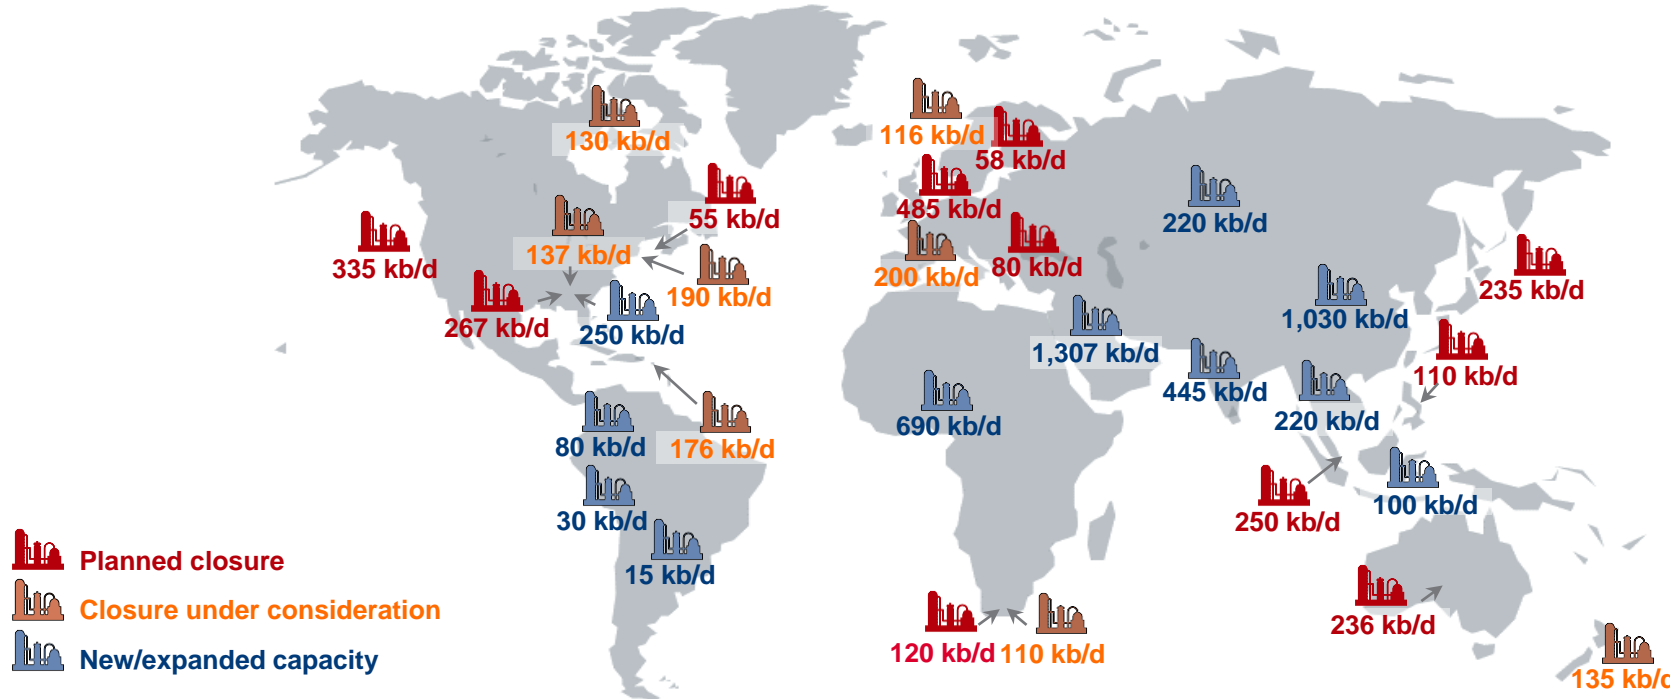 130 kb/d
116 kb/d
58 kb/d
55 kb/d
485 kb/d
220 kb/d
137 kb/d
335 kb/d
200 kb/d
80 kb/d
190 kb/d
235 kb/d
267 kb/d
250 kb/d
1,030 kb/d
1,307 kb/d
110 kb/d
445 kb/d
220 kb/d
690 kb/d
80 kb/d
176 kb/d
100 kb/d
30 kb/d
250 kb/d
15 kb/d
236 kb/d
120 kb/d
110 kb/d
135 kb/d
Planned closure
Closure under consideration
New/expanded capacity